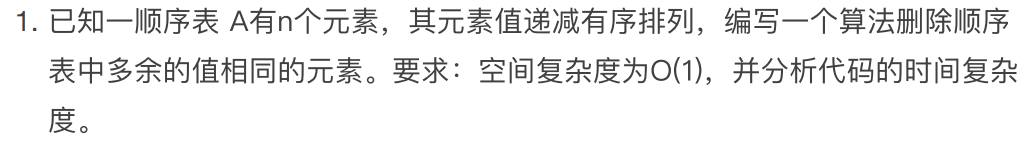 1. 已知一顺序表 A有n个元素，其元素值递减有序排列，编写一个算法删除顺序
表中多余的值相同的元素。要求：空间复杂度为O(1)，并分析代码的时间复杂
度。